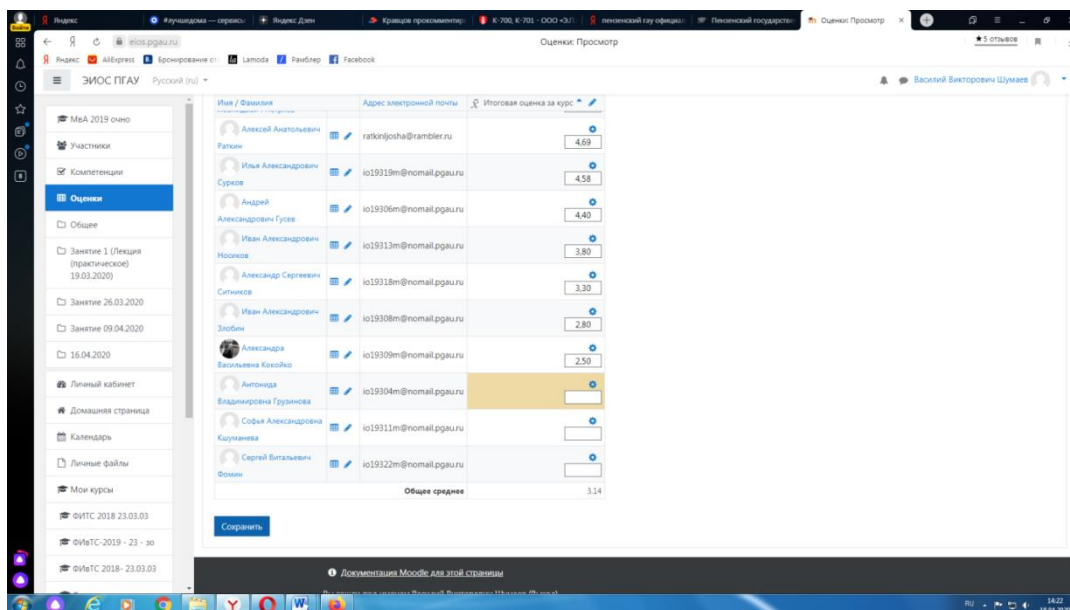 Яндекс
#лучшедома — сервисы
Яндекс Дзен
Кравцов прокомментир
К-700, К-701 - ООО «ЭЛ
пензенский гау официал
Пензенский государстве
Оценки: Просмотр
Войти
eios.pgau.ru
Оценки: Просмотр
★ 5 отзывов
Яндекс
AliExpress
Бронирование от
Lamoda
Рамблер
Facebook
ЭИОС ПГАУ
Русский (ru)
Василий Викторович Шумаев
МвА 2019 очно
Участники
Компетенции
Оценки
Общее
Занятие 1 (Лекция
(практическое)
19.03.2020)
Занятие 26.03.2020
Занятие 09.04.2020
16.04.2020
Личный кабинет
Домашняя страница
Календарь
Личные файлы
Мои курсы
ФИТС 2018 23.03.03
ФИвТС-2019 - 23 - зо
ФИвТС 2018- 23.03.03
Имя / Фамилия
Адрес электронной почты
Итоговая оценка за курс
Алексей Анатольевич
Раткин
ratkinljosha@rambler.ru
4,69
Илья Александрович
Сурков
io19319m@nomail.pgau.ru
4,58
Андрей
Александрович Гусев
io19306m@nomail.pgau.ru
4,40
Иван Александрович
Носиков
io19313m@nomail.pgau.ru
3,80
Александр Сергеевич
Ситников
io19318m@nomail.pgau.ru
3,30
Иван Александрович
Злобин
io19308m@nomail.pgau.ru
2,80
Александра
Васильевна Кокойко
io19309m@nomail.pgau.ru
2,50
Антонида
Владимировна Грузинова
io19304m@nomail.pgau.ru
Софья Александровна
Кшуманева
io19311m@nomail.pgau.ru
Сергей Витальевич
Фомин
io19322m@nomail.pgau.ru
Общее среднее
3,14
Сохранить
Документация Moodle для этой страницы
RU
14:22
16.04.2020